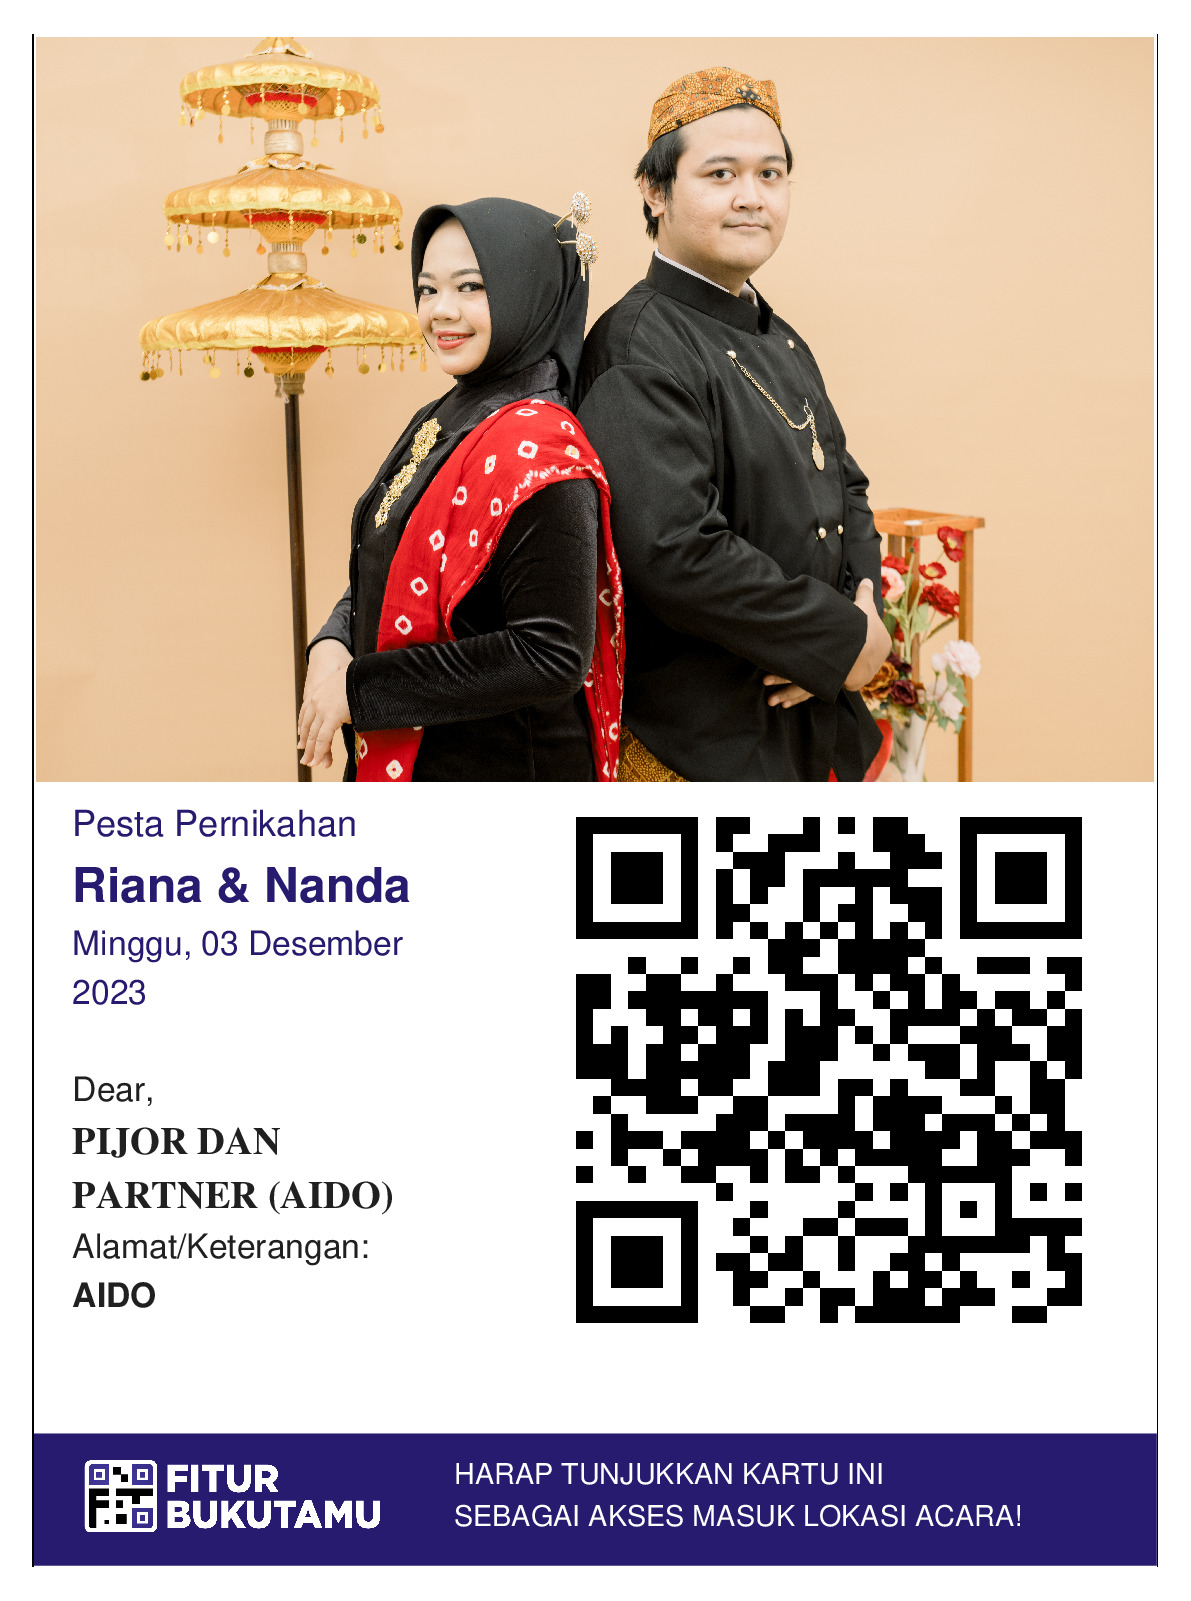 Pesta Pernikahan
Riana & Nanda
Minggu, 03 Desember
2023
Dear,
PIJOR DAN
PARTNER (AIDO)
Alamat/Keterangan:
AIDO
FITUR
BUKUTAMU
HARAP TUNJUKKAN KARTU INI
SEBAGAI AKSES MASUK LOKASI ACARA!